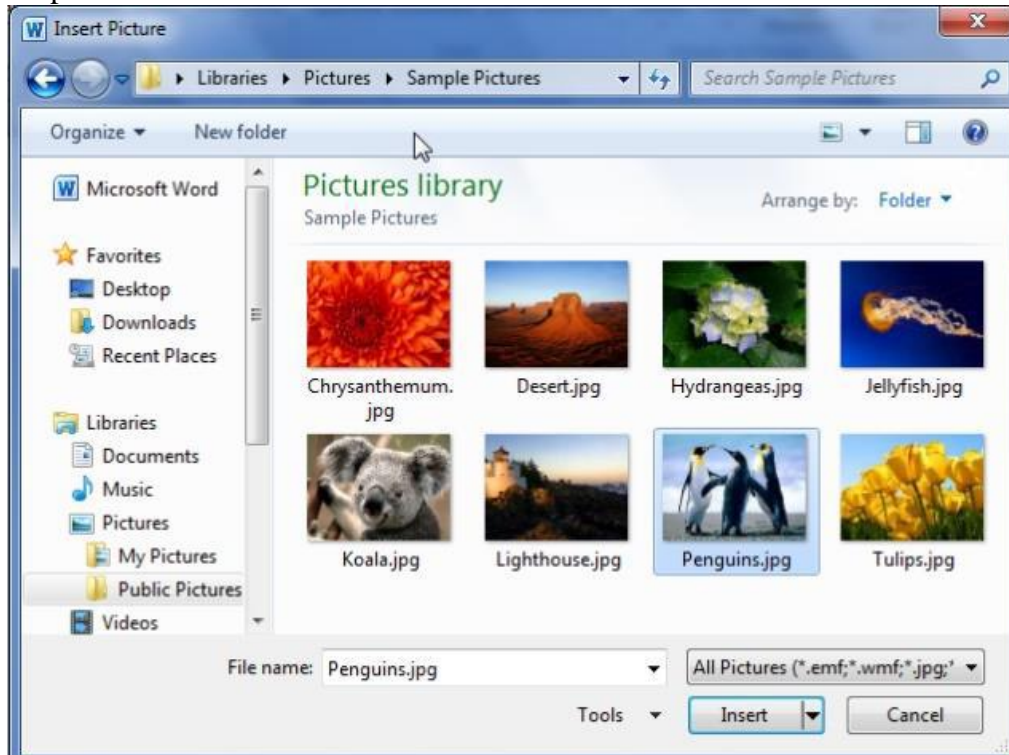 Insert Picture
Libraries Pictures Sample Pictures
Search Sample Pictures
Organize
New folder
Microsoft Word
Favorites
Desktop
Downloads
Recent Places
Libraries
Documents
Music
Pictures
My Pictures
Public Pictures
Videos
Pictures library
Sample Pictures
Arrange by: Folder
Chrysanthemum.
jpg
Desert.jpg
Hydrangeas.jpg
Jellyfish.jpg
Koala.jpg
Lighthouse.jpg
Penguins.jpg
Tulips.jpg
File name: Penguins.jpg
All Pictures (*.emf;*.wmf;*.jpg;*
Tools
Insert
Cancel